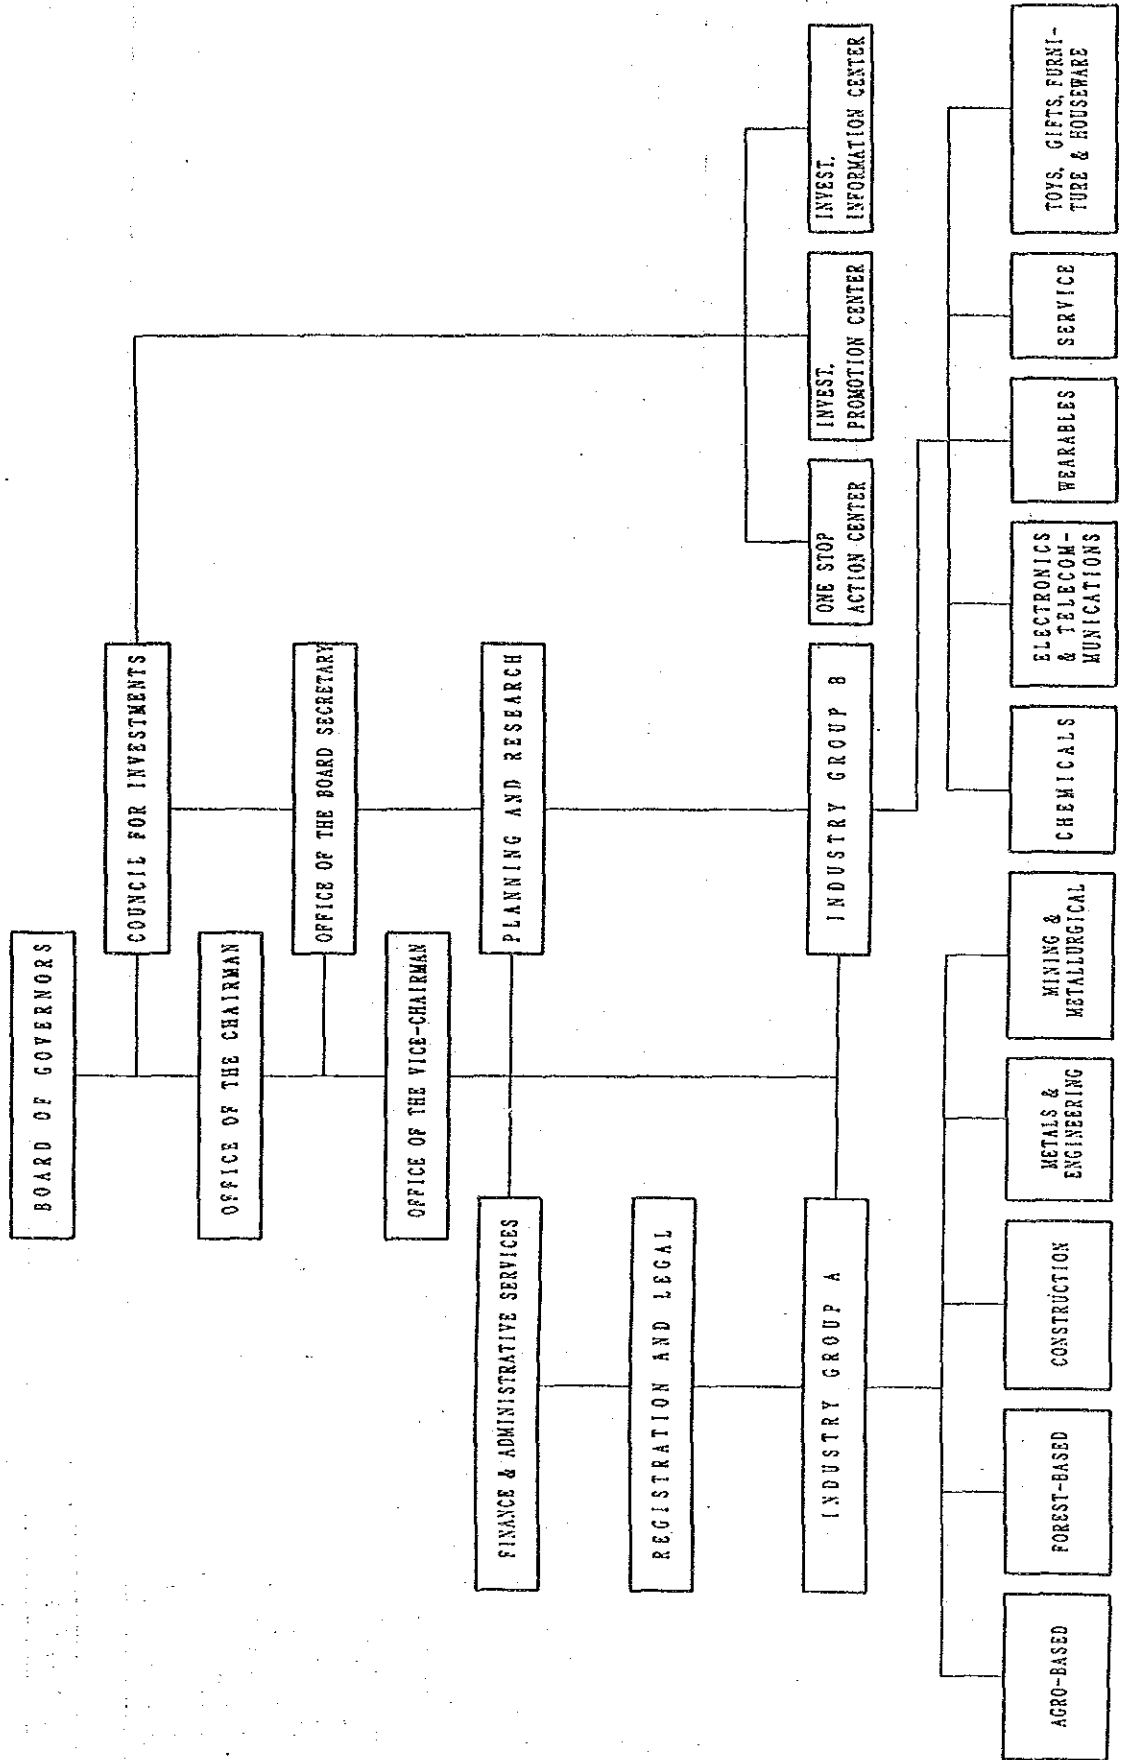 BOARD OF GOVERNORS
COUNCIL FOR INVESTMENTS
OFFICE OF THE CHAIRMAN
OFFICE OF THE BOARD SECRETARY
OFFICE OF THE VICE-CHAIRMAN
FINANCE & ADMINISTRATIVE SERVICES
PLANNING AND RESEARCH
REGISTRATION AND LEGAL
INDUSTRY GROUP A
INDUSTRY GROUP B
ONE STOP
ACTION CENTER
INVEST.
PROMOTION CENTER
INVEST.
INFORMATION CENTER
AGRO-BASED
FOREST-BASED
CONSTRUCTION
METALS &
ENGINEERING
MINING &
METALLURGICAL
CHEMICALS
ELECTRONICS
& TELECOM-
MUNICATIONS
WEARABLES
SERVICE
TOYS, GIFTS, FURNI-
TURE & HOUSEWARE